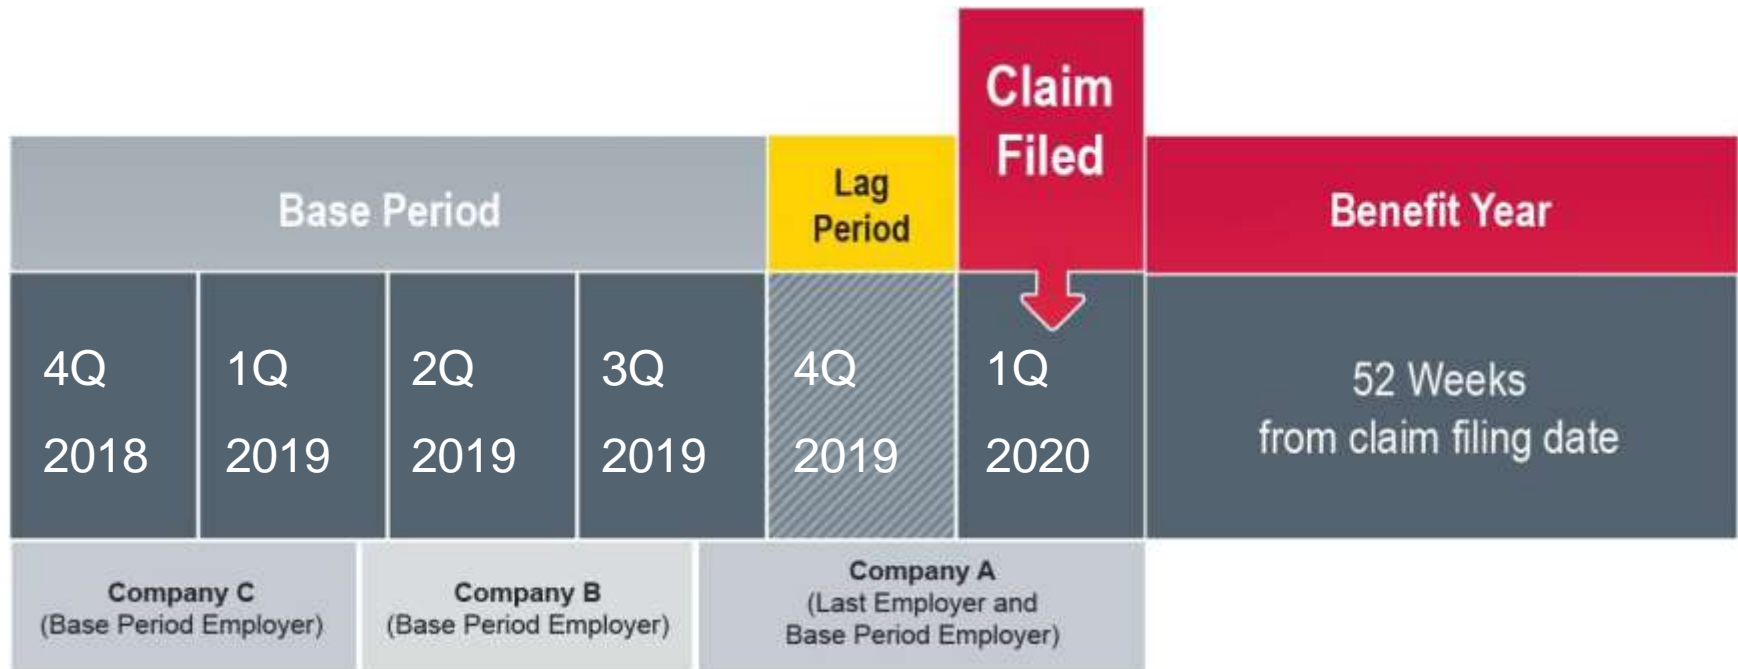 Claim
Filed
Base Period
Lag
Period
Benefit Year
4Q
2018
1Q
2019
2Q
2019
3Q
2019
4Q
2019
1Q
2020
52 Weeks
from claim filing date
Company C
(Base Period Employer)
Company B
(Base Period Employer)
Company A
(Last Employer and
Base Period Employer)